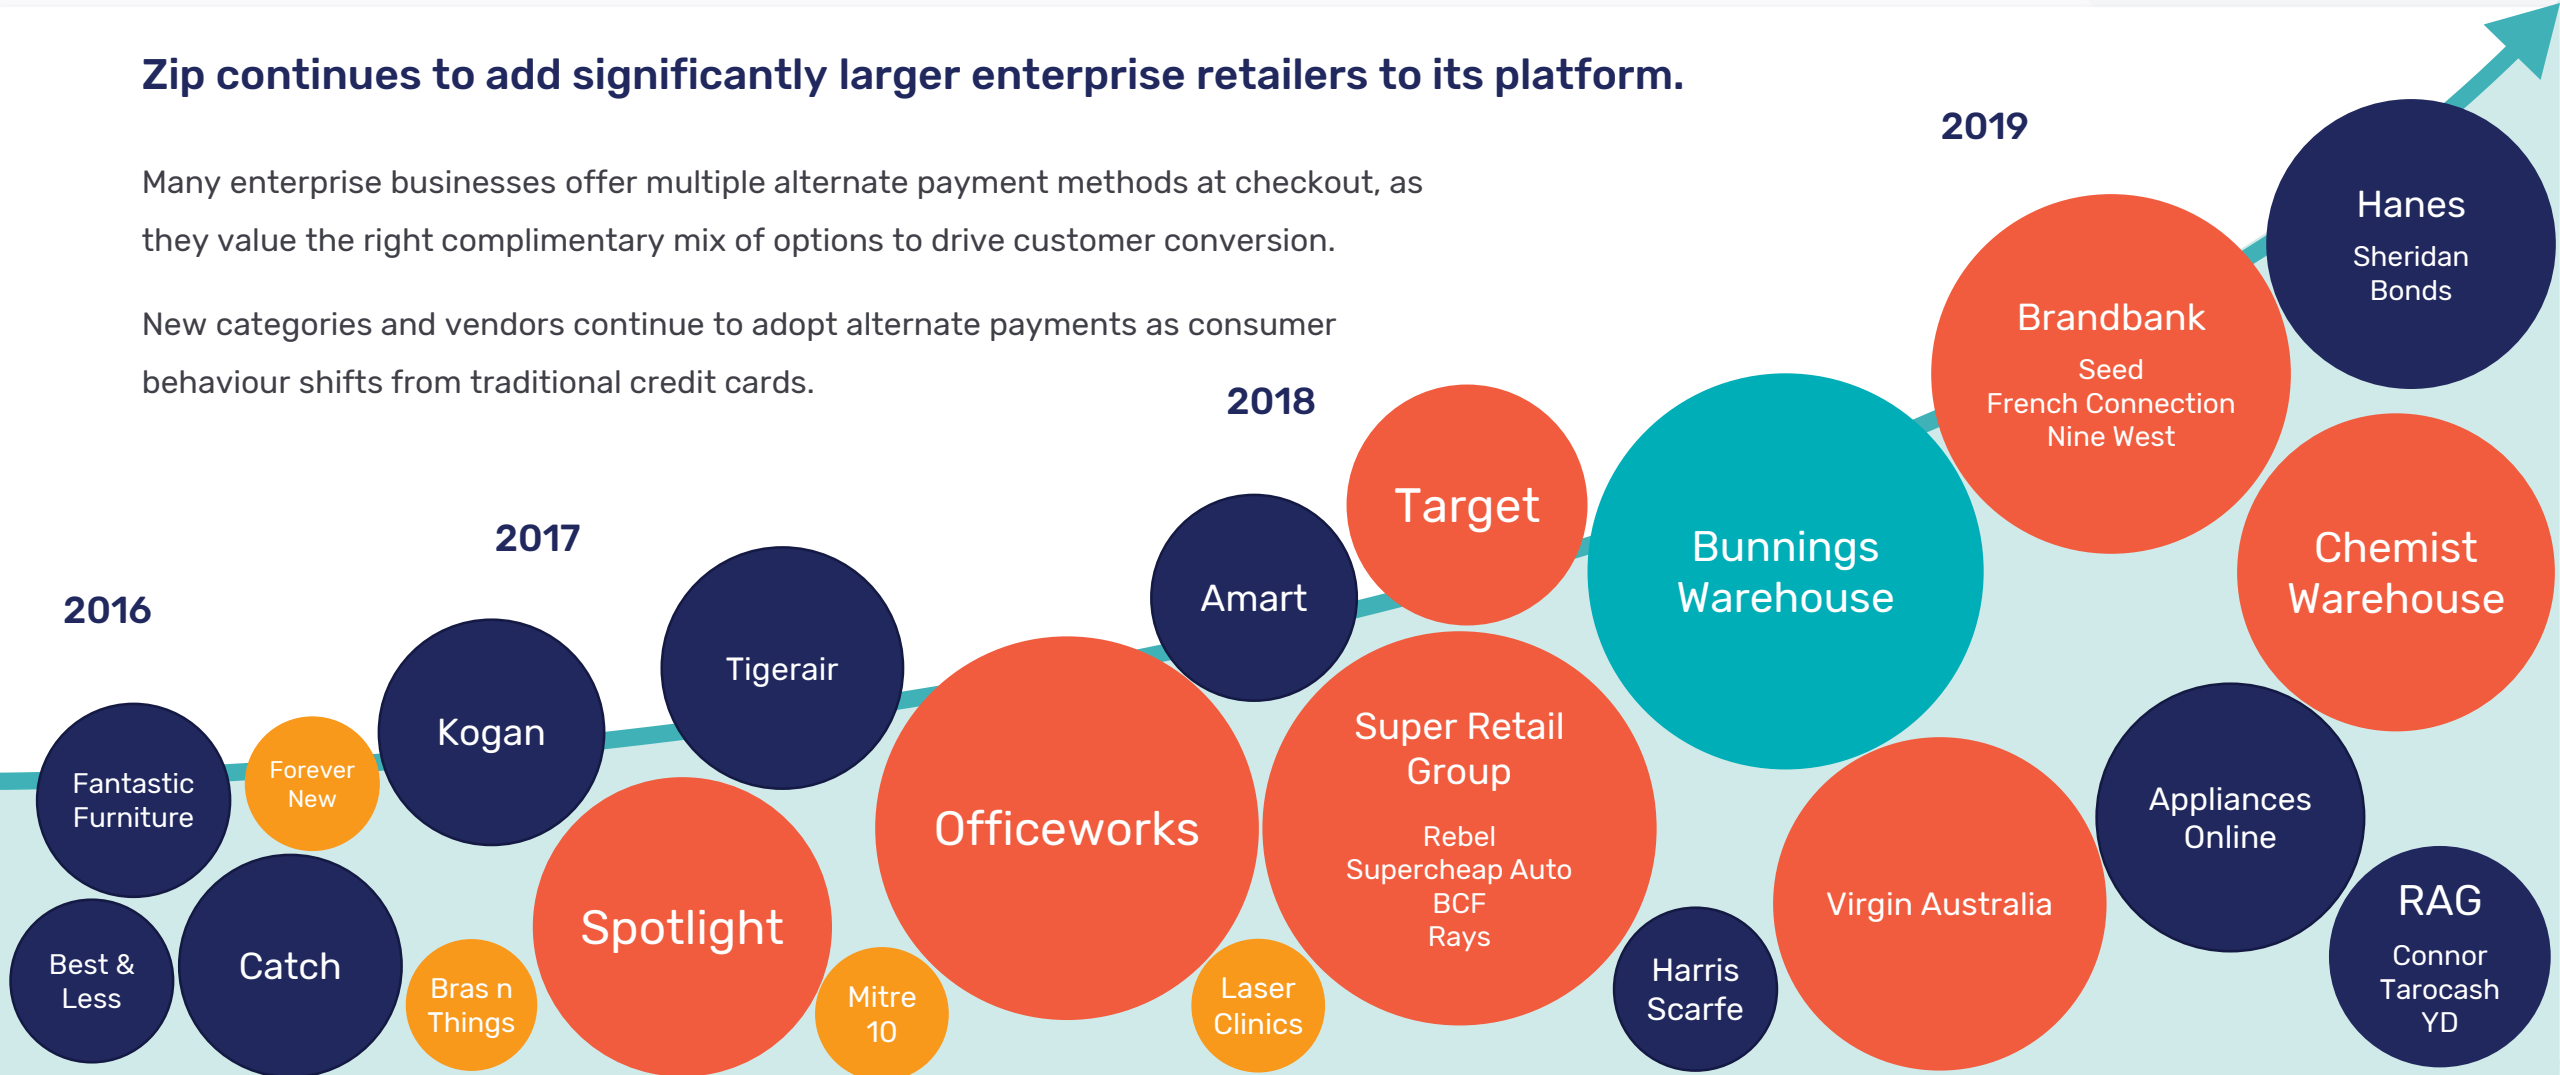 Zip continues to add significantly larger enterprise retailers to its platform.
Many enterprise businesses offer multiple alternate payment methods at checkout, as
they value the right complimentary mix of options to drive customer conversion.
New categories and vendors continue to adopt alternate payments as consumer
behaviour shifts from traditional credit cards.
2016
Fantastic
Furniture
Best &
Less
Forever
New
Catch
2017
Kogan
Bras n
Things
Tigerair
Spotlight
Mitre
10
Officeworks
2018
Amart
Laser
Clinics
Target
Super Retail
Group
Rebel
Supercheap Auto
BCF
Rays
Bunnings
Warehouse
Harris
Scarfe
Virgin Australia
2019
Brandbank
Seed
French Connection
Nine West
Hanes
Sheridan
Bonds
Chemist
Warehouse
Appliances
Online
RAG
Connor
Tarocash
YD